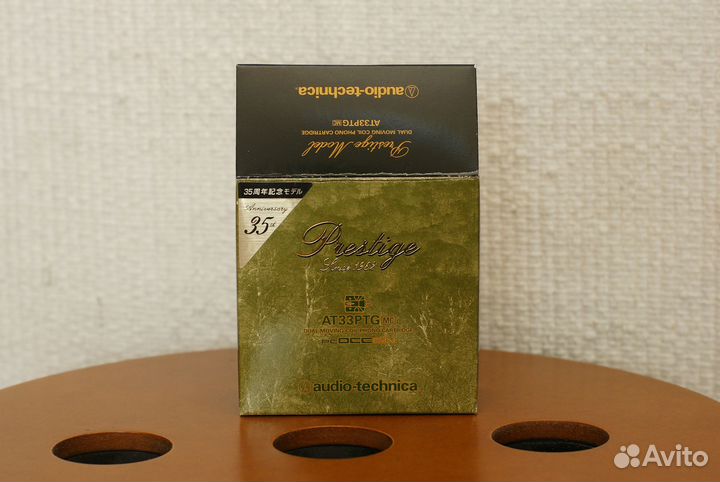 audio-technica
AT33PTG MC
DUAL MOVING COIL PHONO CARTRIDGE
Prestige Model
35周年記念モデル
Anniversary
35th
Prestige
Since 1962
AT33PTG MC
DUAL MOVING COIL PHONO CARTRIDGE
PCOCC
audio-technica
Avito